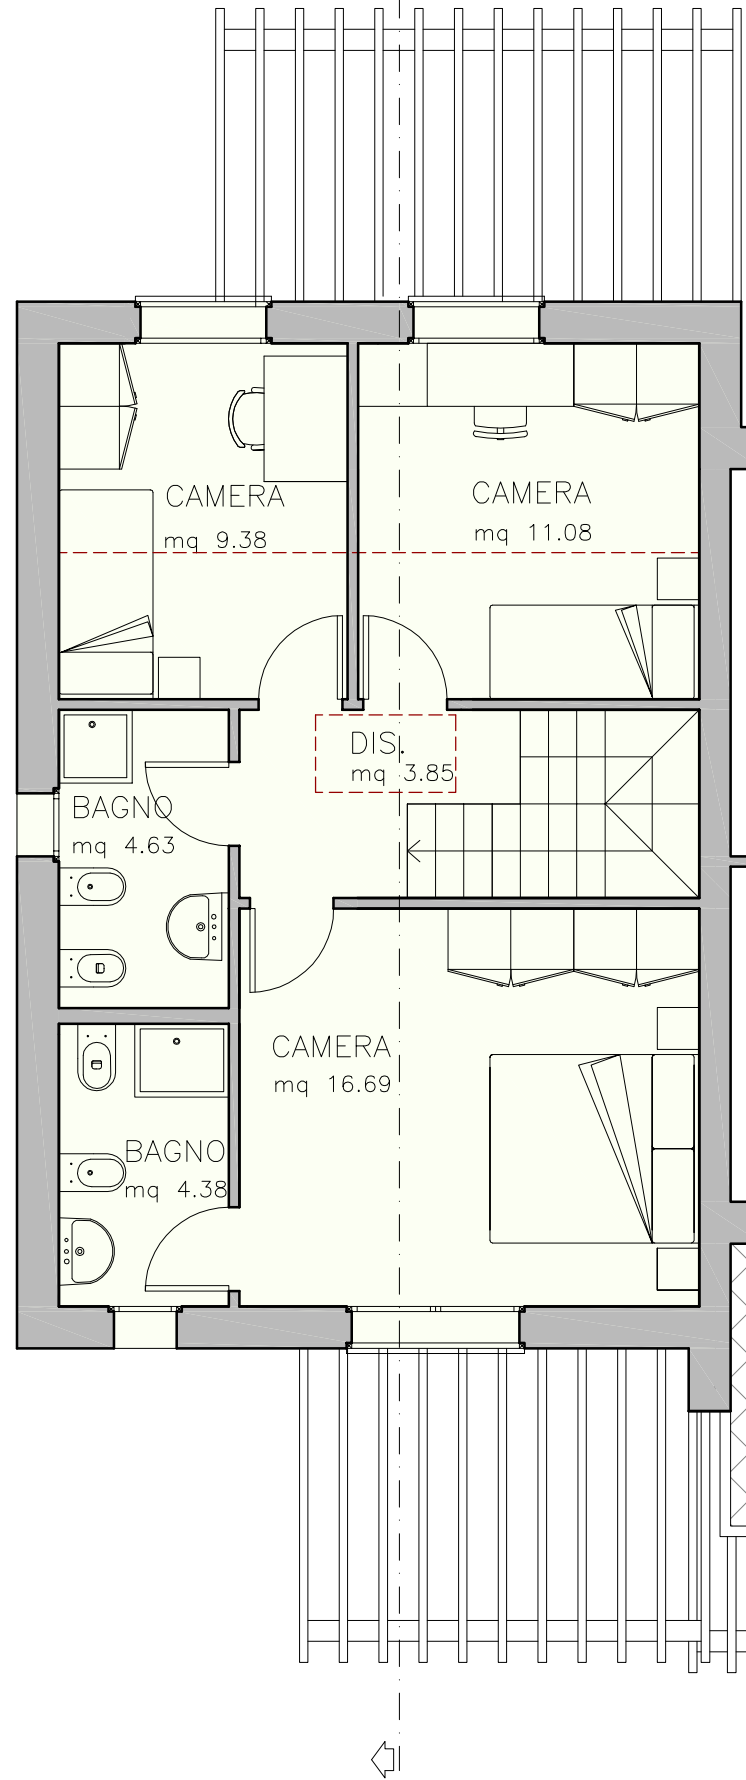 CAMERA
mq 9.38
CAMERA
mq 11.08
DIS.
mq 3.85
BAGNO
mq 4.63
CAMERA
mq 16.69
BAGNO
mq 4.38